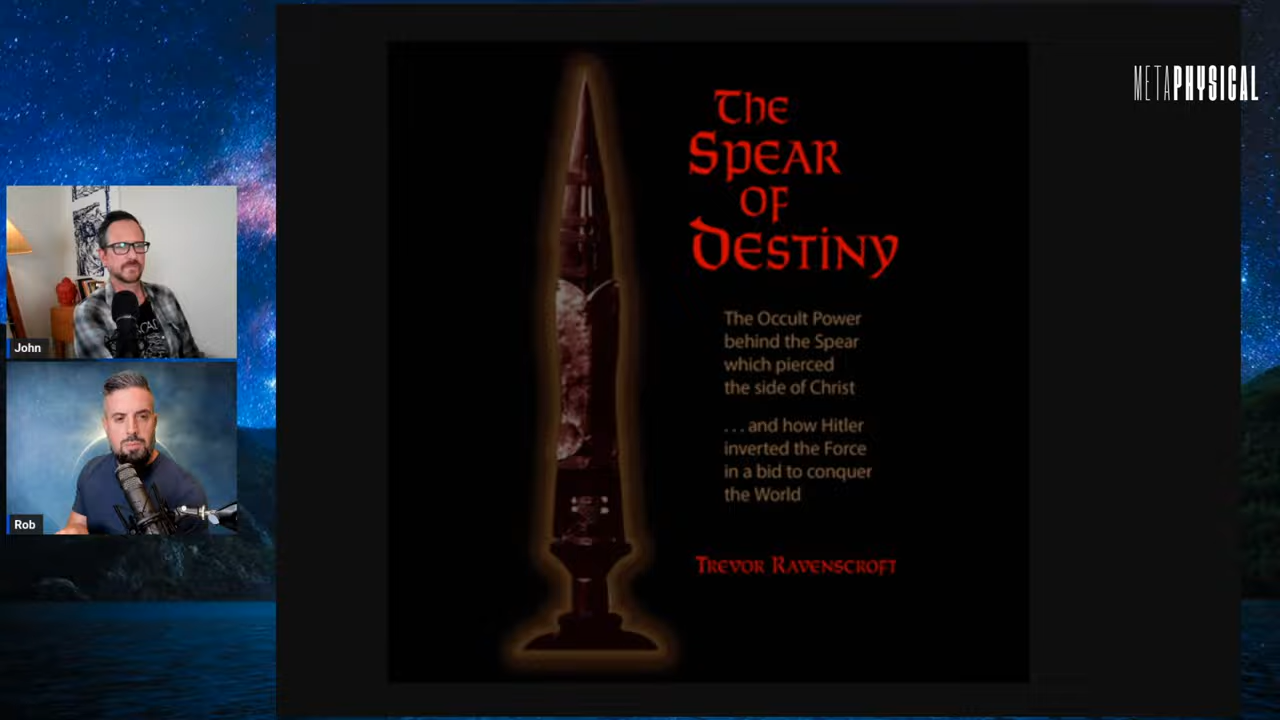 METAPHYSICAL
The
Spear
of
Destiny
The Occult Power
behind the Spear
which pierced
the side of Christ
...and how Hitler
inverted the Force
in a bid to conquer
the World
Trevor Ravenscroft
John
Rob